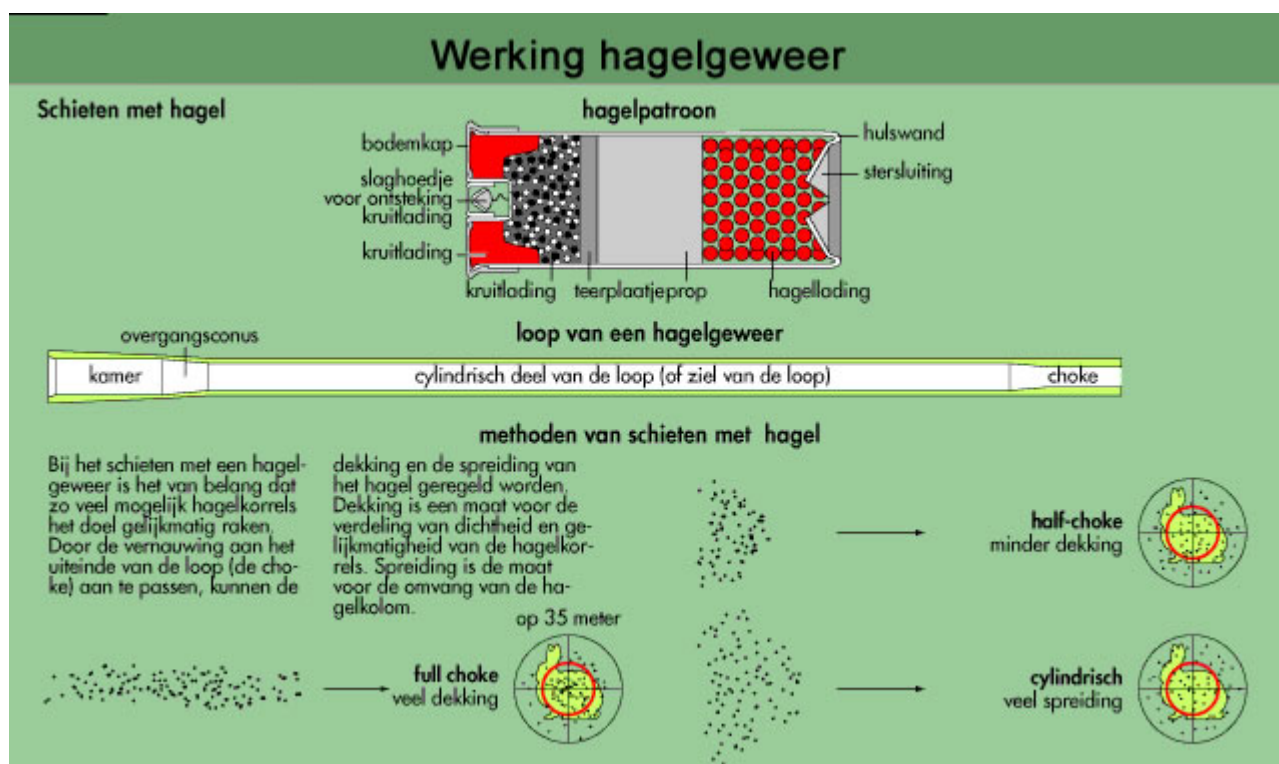 Werking hagelgeweer
Schieten met hagel
hagelpatroon
bodemkap
slaghoedje
voor ontsteking
kruitlading
kruitlading
kruitlading
teerplaatje
prop
hagellading
hulswand
stersluiting
loop van een hagelgeweer
overgangsconus
kamer
cylindrisch deel van de loop (of ziel van de loop)
choke
methoden van schieten met hagel
Bij het schieten met een hagel-
geweer is het van belang dat
zo veel mogelijk hagelkorrels
het doel gelijkmatig raken.
Door de vernauwing aan het
uiteinde van de loop (de cho-
ke) aan te passen, kunnen de
dekking en de spreiding van
het hagel geregeld worden.
Dekking is een maat voor de
verdeling van dichtheid en ge-
lijkmatigheid van de hagelkor-
rels. Spreiding is de maat
voor de omvang van de ha-
gelkolom.
op 35 meter
full choke
veel dekking
half-choke
minder dekking
cylindrisch
veel spreiding